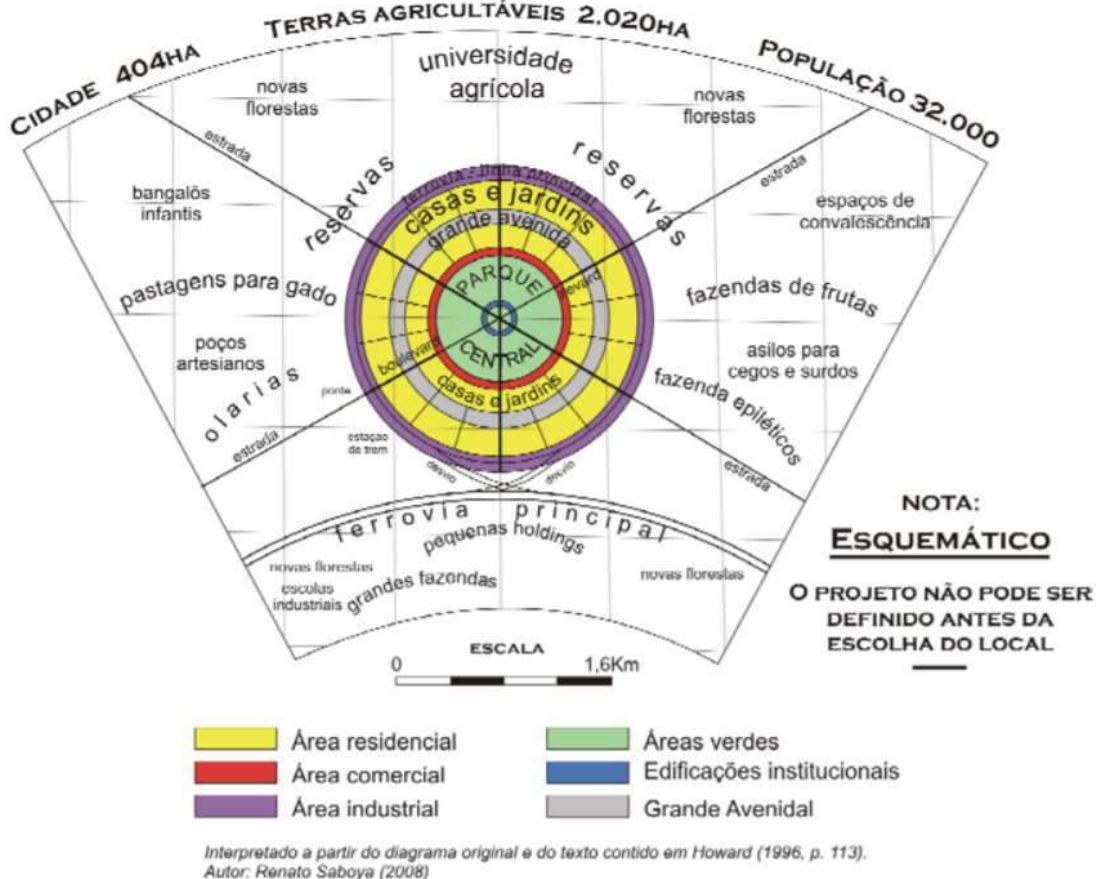 CIDADE 404HA
TERRAS AGRICULTÁVEIS 2.020HA
POPULAÇÃO 32.000
universidade
agrícola
novas
florestas
novas
florestas
estrada
estrada
reservas
reservas
bangalôs
infantis
espaços de
convalescência
ferrovia - linha principal
casas e jardins
grande avenida
PARQUE
CENTRAL
evard
boulevard
casas e jardins
pastagens para gado
fazendas de frutas
poços
artesianos
asilos para
cegos e surdos
olarias
ponte
fazenda epiléticos
estrada
estação
de trem
desvio
desvio
estrada
ferrovia principal
pequenas holdings
novas florestas
novas florestas
escolas
industriais
grandes fazendas
NOTA:
ESQUEMÁTICO
O PROJETO NÃO PODE SER
DEFINIDO ANTES DA
ESCOLHA DO LOCAL
ESCALA
0 1,6Km
Área residencial
Áreas verdes
Área comercial
Edificações institucionais
Área industrial
Grande Avenidal
Interpretado a partir do diagrama original e do texto contido em Howard (1996, p. 113).
Autor: Renato Saboya (2008)